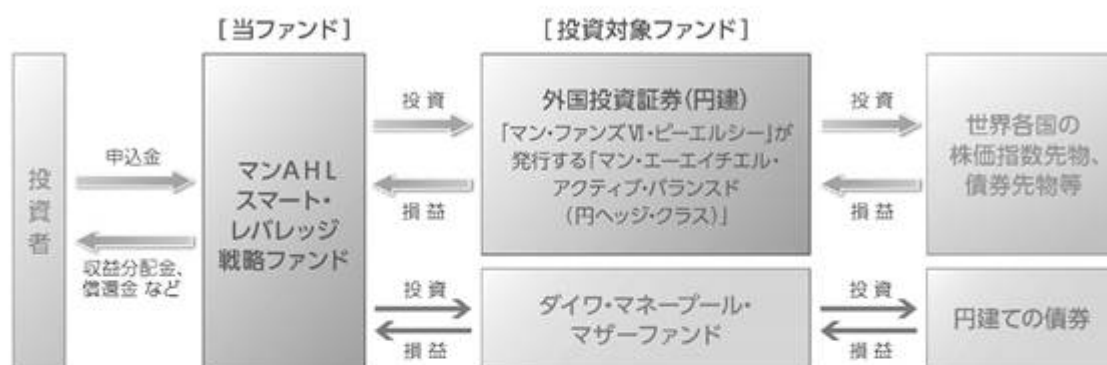 [当ファンド]
[投資対象ファンド]
投資者
申込金
収益分配金、
償還金 など
マンAHL
スマート・
レバレッジ
戦略ファンド
投資
損益
外国投資証券(円建)
「マン・ファンズⅥ・ピーエルシー」が
発行する「マン・エーエイチエル・
アクティブ・バランスド
(円ヘッジ・クラス)」
投資
損益
世界各国の
株価指数先物、
債券先物等
投資
損益
ダイワ・マネープール・
マザーファンド
投資
損益
円建ての債券